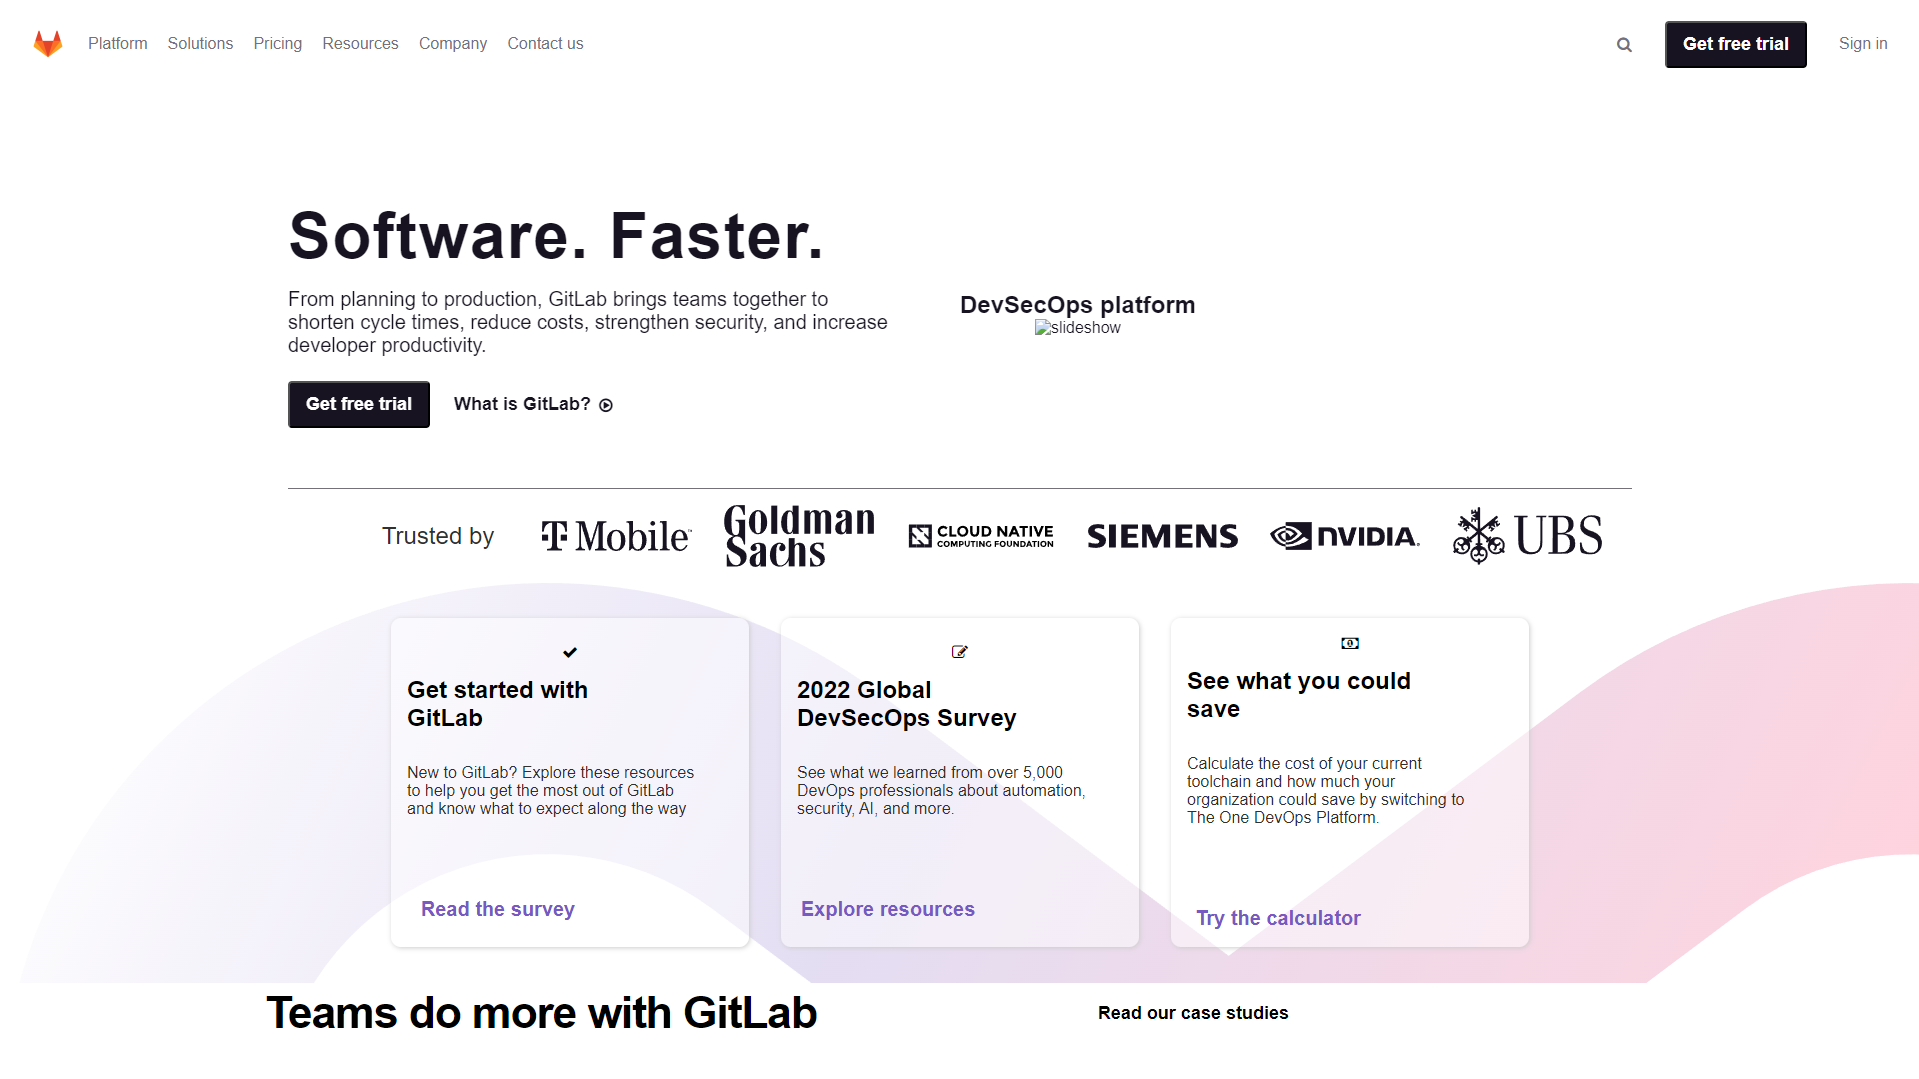 Platform Solutions Pricing Resources Company Contact us Get free trial Sign in
Software. Faster.
From planning to production, GitLab brings teams together to
shorten cycle times, reduce costs, strengthen security, and increase
developer productivity.
Get free trial What is GitLab?
DevSecOps platform
slideshow
Trusted by T Mobile™ Goldman Sachs CLOUD NATIVE COMPUTING FOUNDATION SIEMENS NVIDIA. UBS
Get started with
GitLab
New to GitLab? Explore these resources
to help you get the most out of GitLab
and know what to expect along the way
Read the survey
2022 Global
DevSecOps Survey
See what we learned from over 5,000
DevOps professionals about automation,
security, AI, and more.
Explore resources
See what you could
save
Calculate the cost of your current
toolchain and how much your
organization could save by switching to
The One DevOps Platform.
Try the calculator
Teams do more with GitLab
Read our case studies